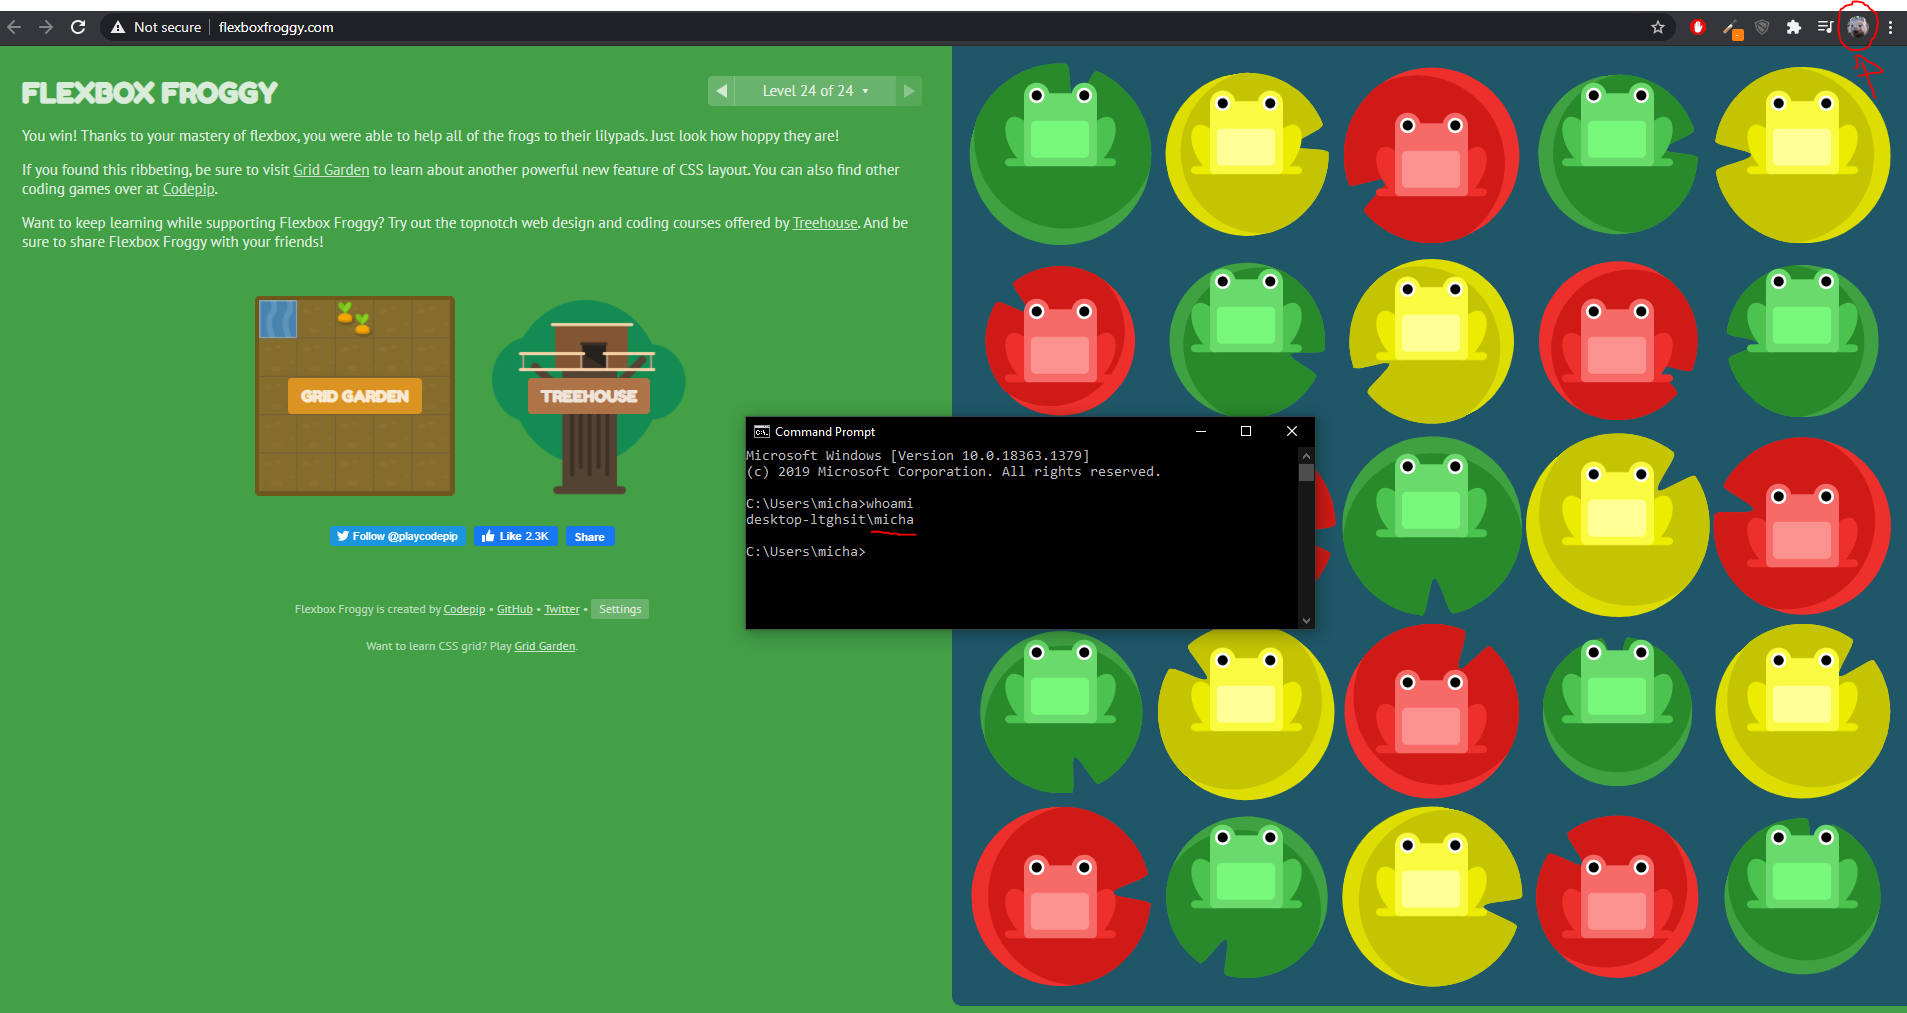 Not secure | flexboxfroggy.com
FLEXBOX FROGGY
Level 24 of 24
You win! Thanks to your mastery of flexbox, you were able to help all of the frogs to their lilypads. Just look how hoppy they are!
If you found this ribbeting, be sure to visit Grid Garden to learn about another powerful new feature of CSS layout. You can also find other
coding games over at Codepip.
Want to keep learning while supporting Flexbox Froggy? Try out the topnotch web design and coding courses offered by Treehouse. And be
sure to share Flexbox Froggy with your friends!
GRID GARDEN
TREEHOUSE
Follow @playcodepip
Like 2.3K
Share
Flexbox Froggy is created by Codepip • GitHub • Twitter • Settings
Want to learn CSS grid? Play Grid Garden.
C:\. Command Prompt
Microsoft Windows [Version 10.0.18363.1379]
(c) 2019 Microsoft Corporation. All rights reserved.
C:\Users\micha>whoami
desktop-ltghsit\micha
C:\Users\micha>